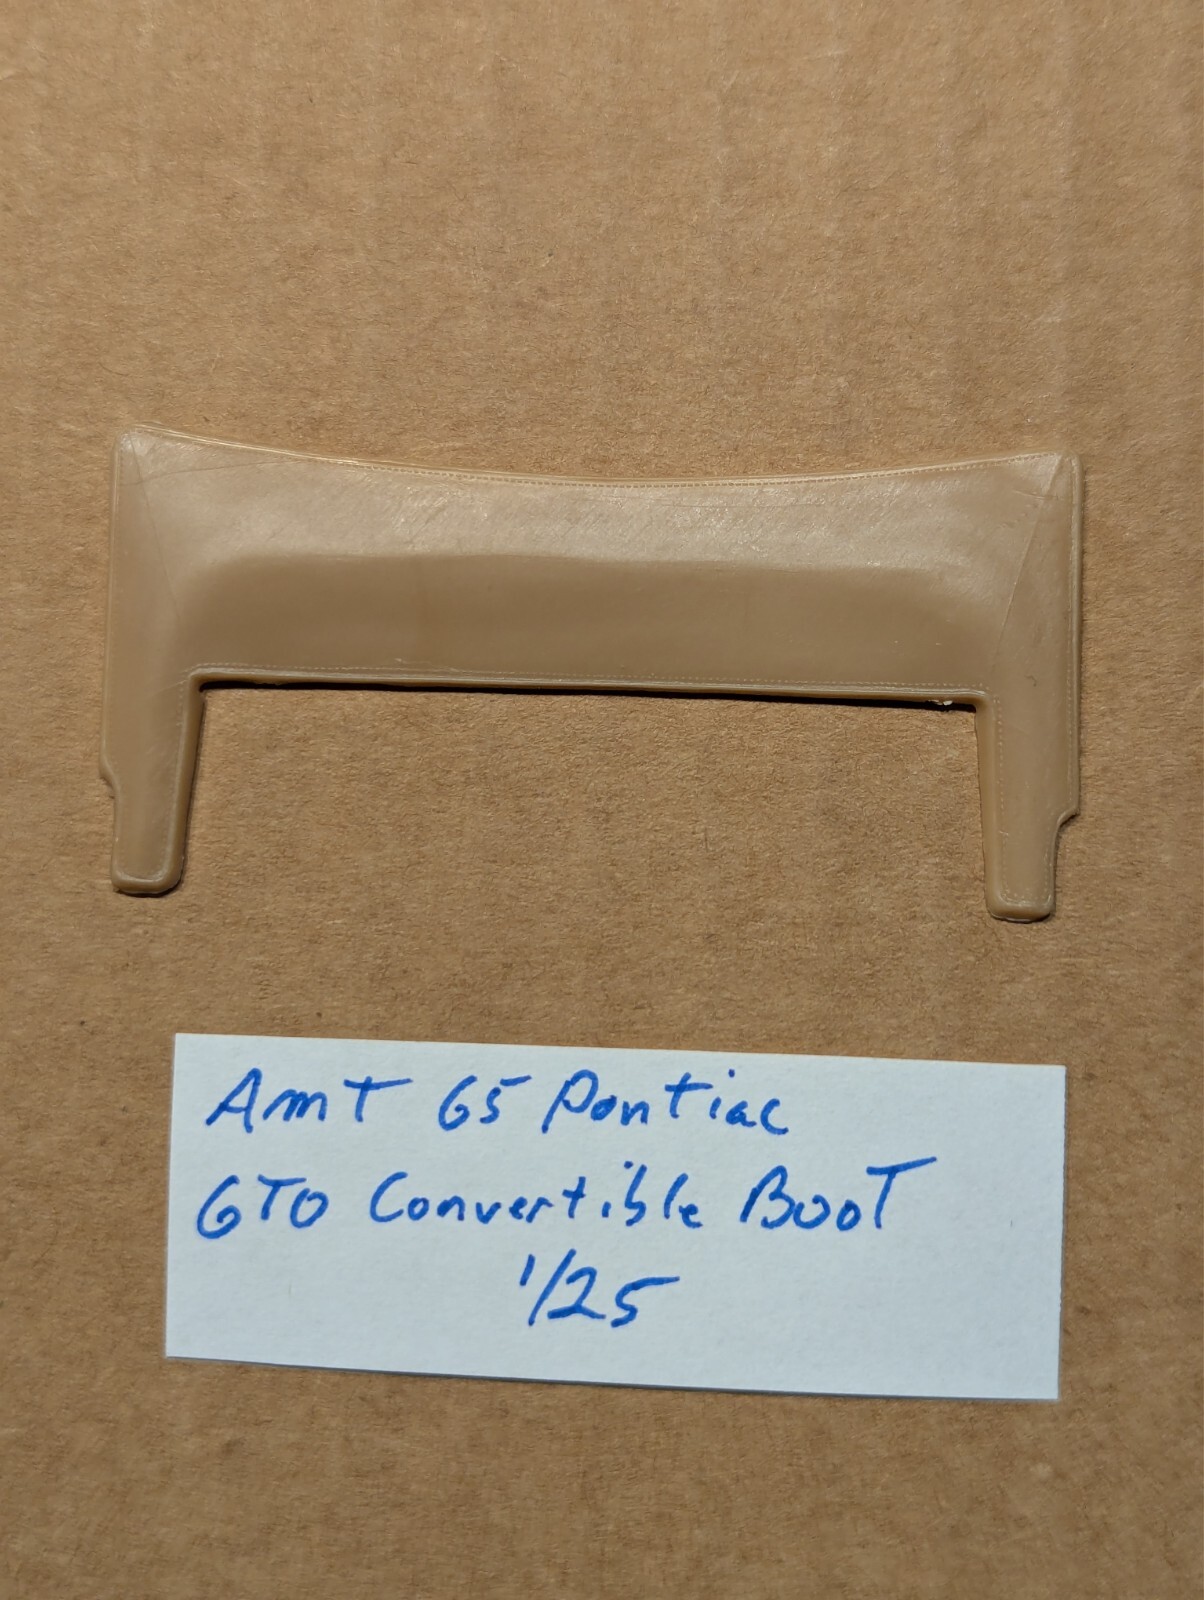 AmT 65 Pontiac
GTO Convertible BooT
1/25